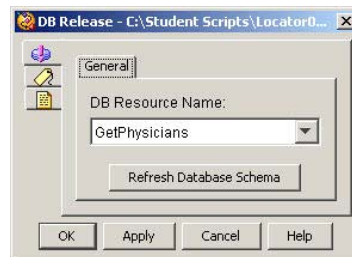 DB Release - C:\Student Scripts\Locator0...
General
DB Resource Name:
GetPhysicians
Refresh Database Schema
OK Apply Cancel Help